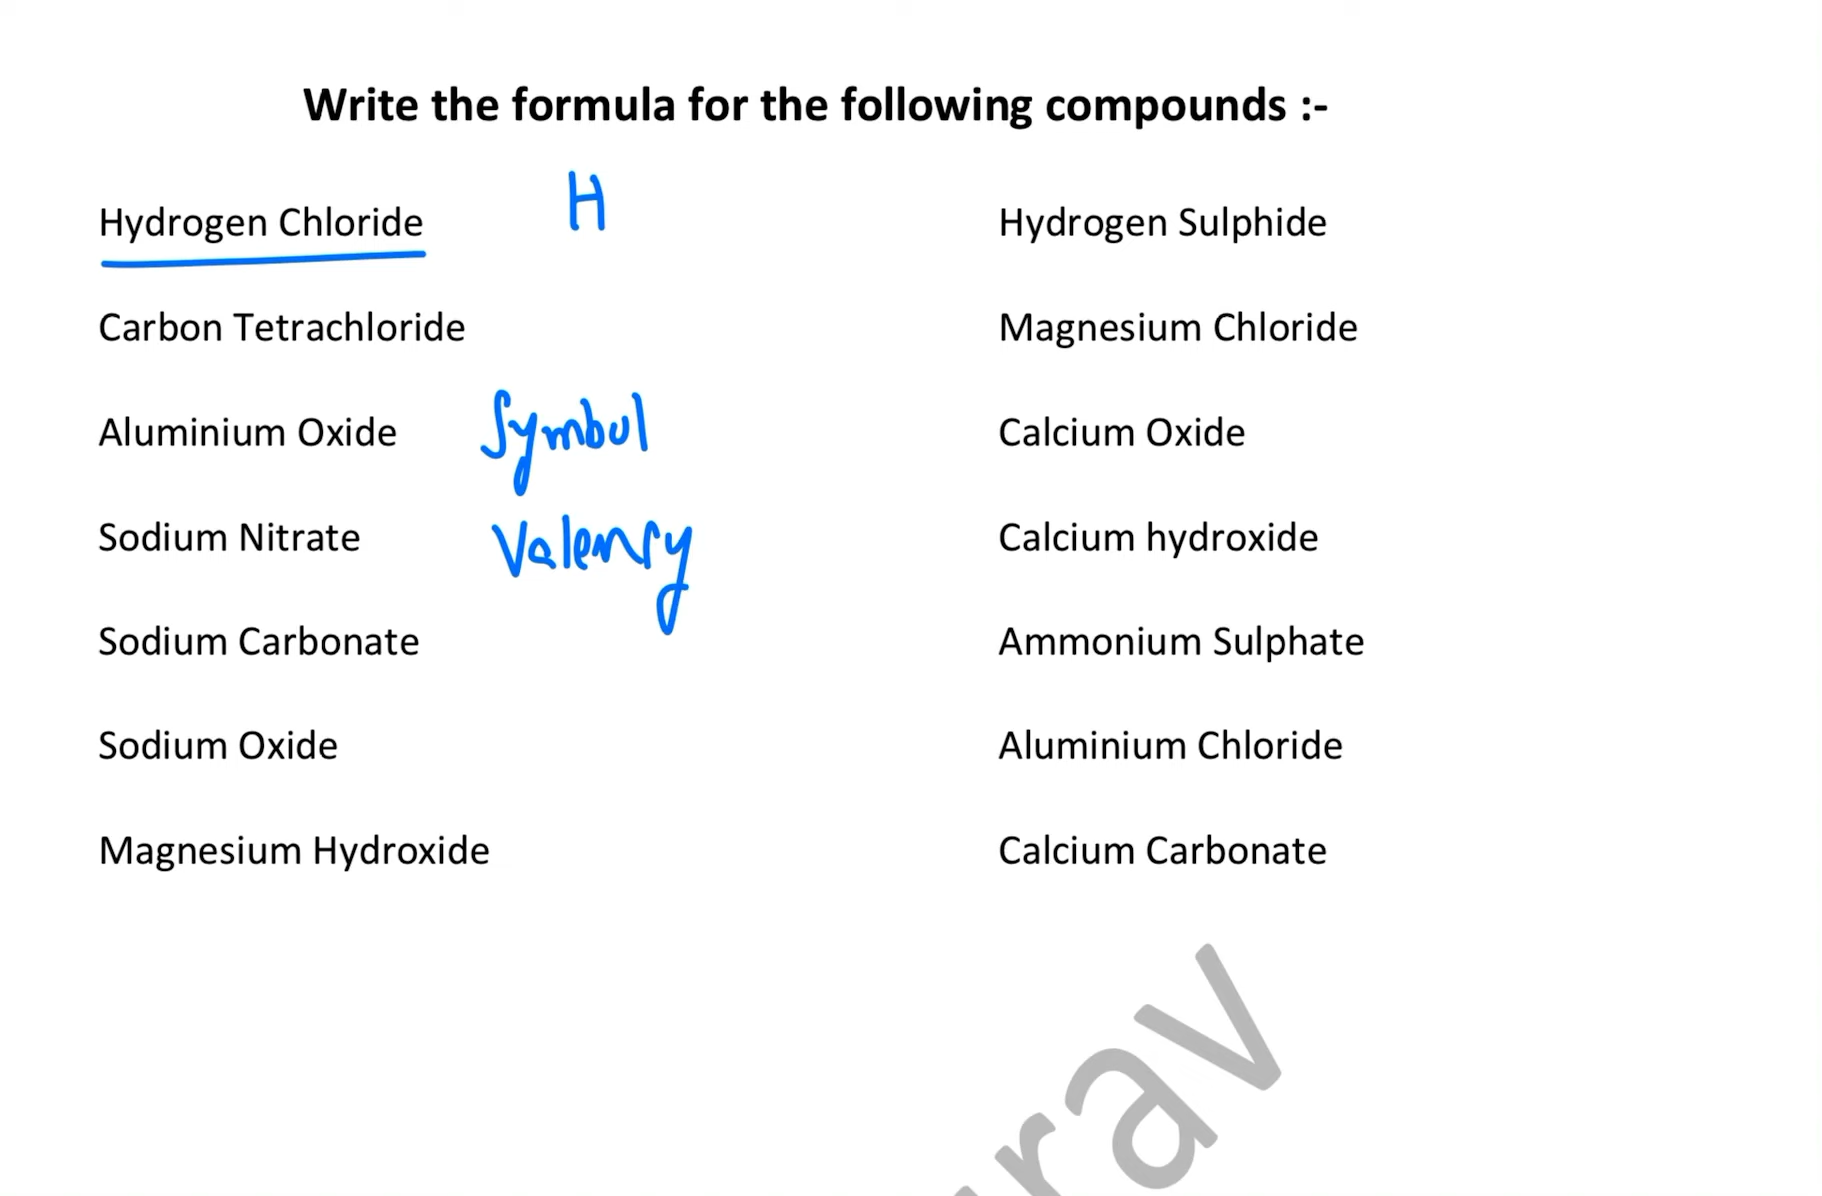 Write the formula for the following compounds :-
Hydrogen Chloride H Hydrogen Sulphide
Carbon Tetrachloride Magnesium Chloride
Aluminium Oxide Symbol Calcium Oxide
Sodium Nitrate Valency Calcium hydroxide
Sodium Carbonate Ammonium Sulphate
Sodium Oxide Aluminium Chloride
Magnesium Hydroxide Calcium Carbonate
rav